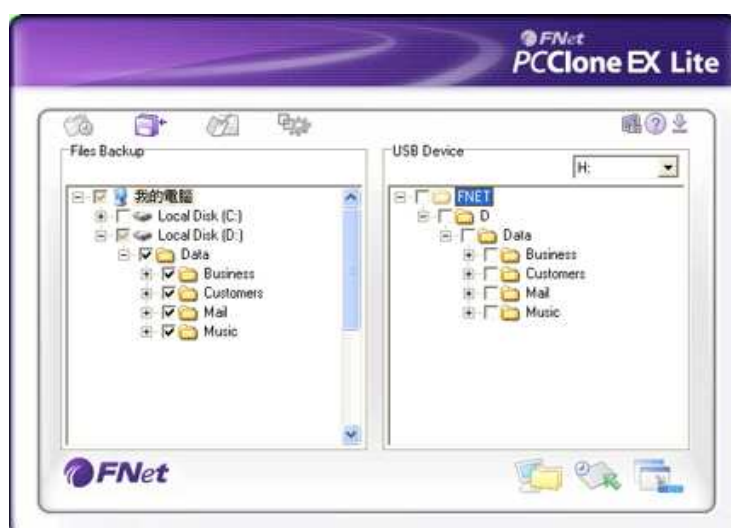 FNet
PCClone EX Lite
Files Backup
我的電腦
Local Disk (C:)
Local Disk (D:)
Data
Business
Customers
Mail
Music
USB Device
H:
FNET
D
Data
Business
Customers
Mail
Music
FNet